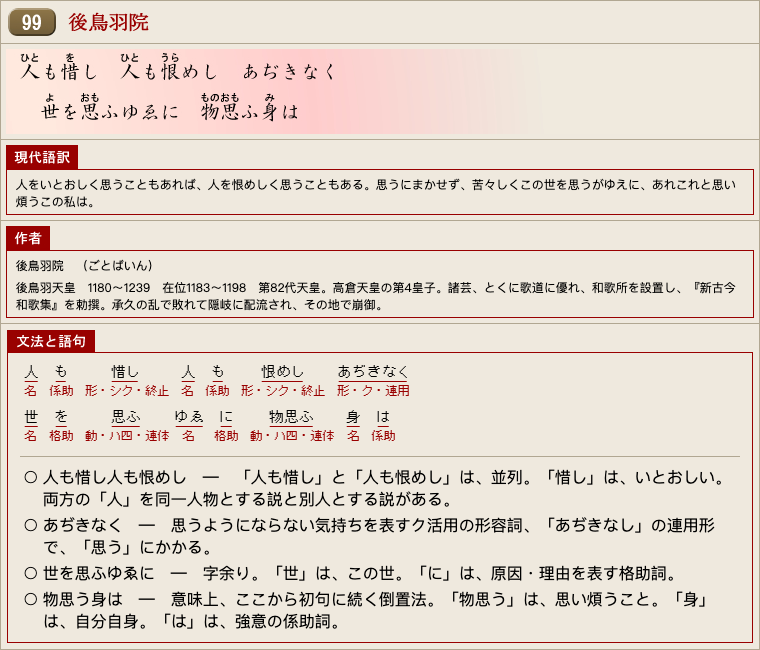 99 後鳥羽院
ひと を ひと うら
人も惜し 人も恨めし あぢきなく
よ おも ものおも み
世を思ふゆゑに 物思ふ身は
現代語訳
人をいとおしく思うこともあれば、人を恨めしく思うこともある。思うにまかせず、苦々しくこの世を思うがゆえに、あれこれと思い
煩うこの私は。
作者
後鳥羽院 （ごとばいん）
後鳥羽天皇 1180〜1239 在位1183〜1198 第82代天皇。高倉天皇の第4皇子。諸芸、とくに歌道に優れ、和歌所を設置し、『新古今
和歌集』を勅撰。承久の乱で敗れて隠岐に配流され、その地で崩御。
文法と語句
人 も 惜し 人 も 恨めし あぢきなく
名 係助 形・シク・終止 名 係助 形・シク・終止 形・ク・連用
世 を 思ふ ゆゑ に 物思ふ 身 は
名 格助 動・ハ四・連体 名 格助 動・ハ四・連体 名 係助
○ 人も惜し人も恨めし ― 「人も惜し」と「人も恨めし」は、並列。「惜し」は、いとおしい。
両方の「人」を同一人物とする説と別人とする説がある。
○ あぢきなく ― 思うようにならない気持ちを表すク活用の形容詞、「あぢきなし」の連用形
で、「思う」にかかる。
○ 世を思ふゆゑに ― 字余り。「世」は、この世。「に」は、原因・理由を表す格助詞。
○ 物思う身は ― 意味上、ここから初句に続く倒置法。「物思う」は、思い煩うこと。「身」
は、自分自身。「は」は、強意の係助詞。